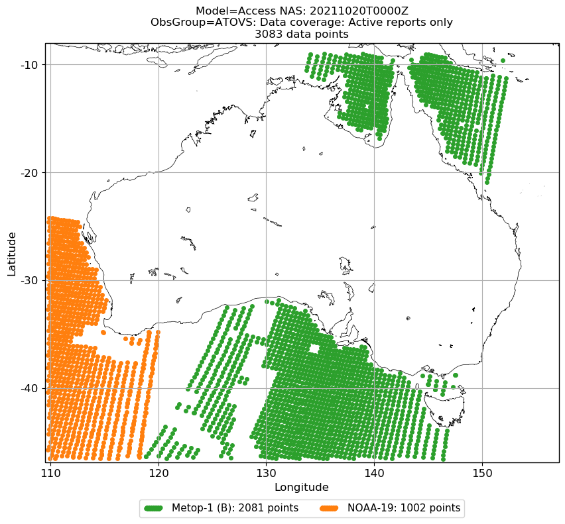 Model=Access NAS: 20211020T0000Z
ObsGroup=ATOVS: Data coverage: Active reports only
3083 data points
-10
-20
-30
-40
Latitude
110
120
130
140
150
Longitude
Metop-1 (B): 2081 points
NOAA-19: 1002 points